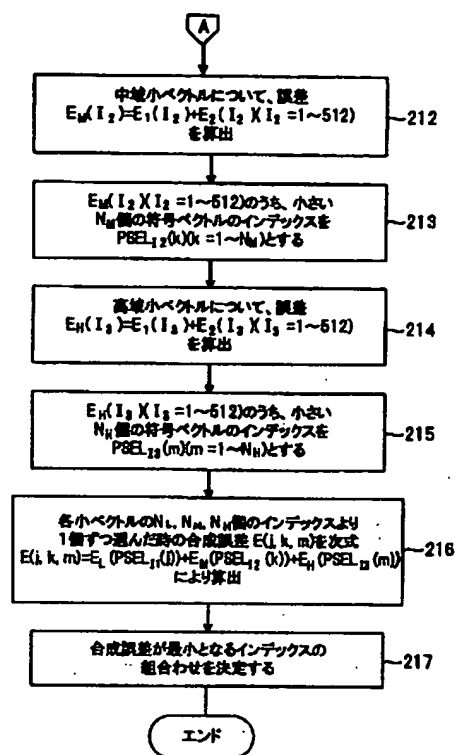 A
中域小ベクトルについて、誤差
E_M(I_2)=E_1(I_2)+E_2(I_2)(I_2=1~512)
を算出
212
E_M(I_2)(I_2=1~512)のうち、小さい
N_M個の符号ベクトルのインデックスを
PSEL_I2(k)(k=1~N_M)とする
213
高域小ベクトルについて、誤差
E_H(I_3)=E_1(I_3)+E_2(I_3)(I_3=1~512)
を算出
214
E_H(I_3)(I_3=1~512)のうち、小さい
N_H個の符号ベクトルのインデックスを
PSEL_I3(m)(m=1~N_H)とする
215
各小ベクトルのN_L, N_M, N_H個のインデックスより
1個ずつ選んだ時の合成誤差 E(j, k, m)を次式
E(j, k, m)=E_L(PSEL_I1(j))+E_M(PSEL_I2(k))+E_H(PSEL_I3(m))
により算出
216
合成誤差が最小となるインデックスの
組合わせを決定する
217
エンド